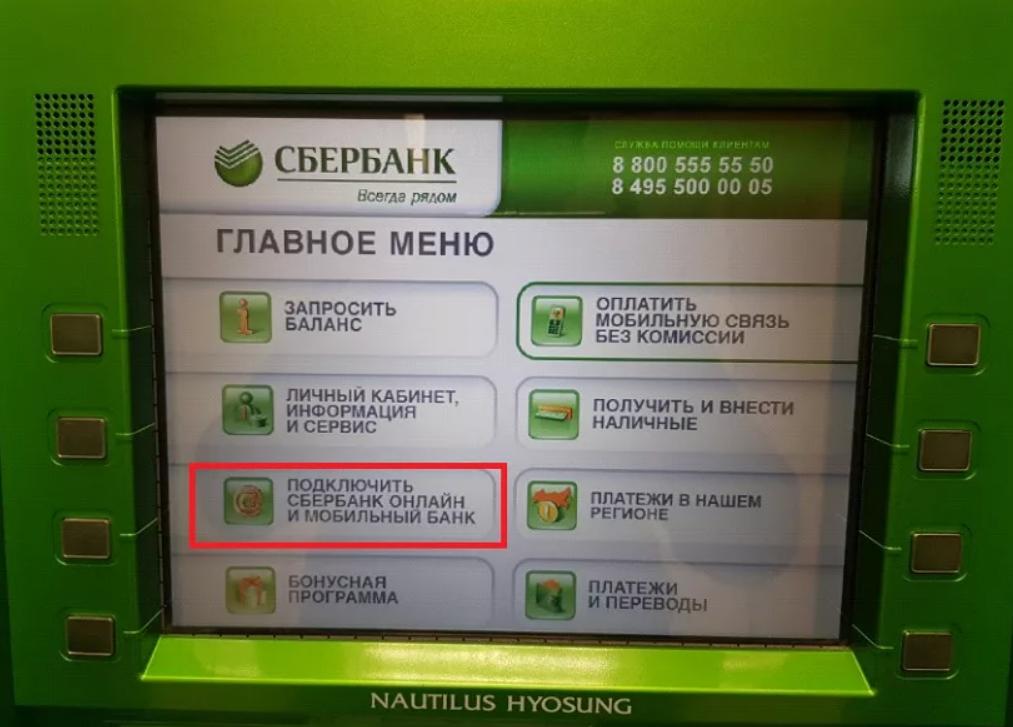 СБЕРБАНК
Всегда рядом
СЛУЖБА ПОМОЩИ КЛИЕНТАМ
8 800 555 55 50
8 495 500 00 05
ГЛАВНОЕ МЕНЮ
ЗАПРОСИТЬ
БАЛАНС
ОПЛАТИТЬ
МОБИЛЬНУЮ СВЯЗЬ
БЕЗ КОМИССИИ
ЛИЧНЫЙ КАБИНЕТ,
ИНФОРМАЦИЯ
И СЕРВИС
ПОЛУЧИТЬ И ВНЕСТИ
НАЛИЧНЫЕ
ПОДКЛЮЧИТЬ
СБЕРБАНК ОНЛАЙН
И МОБИЛЬНЫЙ БАНК
ПЛАТЕЖИ В НАШЕМ
РЕГИОНЕ
БОНУСНАЯ
ПРОГРАММА
ПЛАТЕЖИ
И ПЕРЕВОДЫ
NAUTILUS HYOSUNG